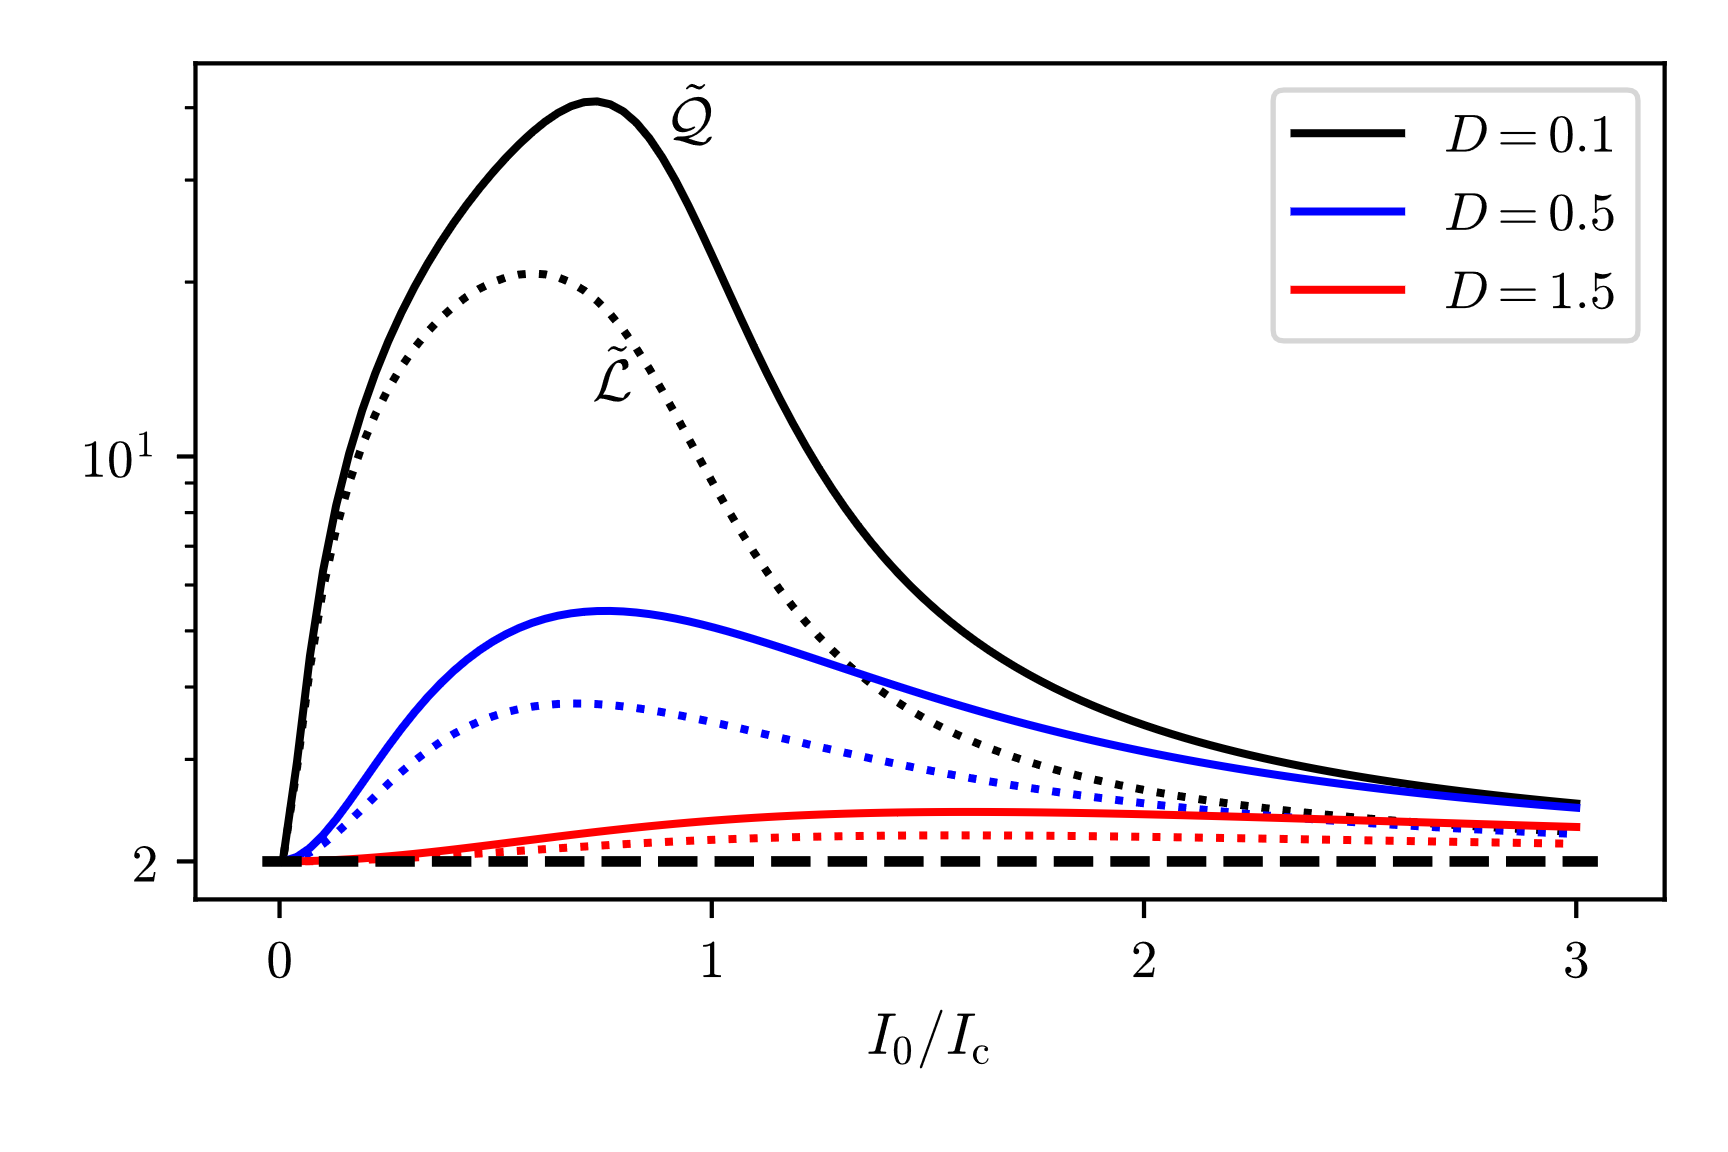 𝒬̃
D = 0.1
D = 0.5
D = 1.5
ℒ̃
10¹
2
0 1 2 3
I₀/I_c